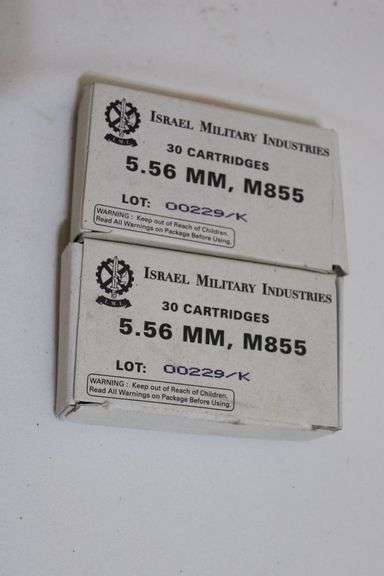 ISRAEL MILITARY INDUSTRIES
I.M.I.
30 CARTRIDGES
5.56 MM, M855
LOT: 00229/K
WARNING: Keep out of Reach of Children.
Read All Warnings on Package Before Using.
ISRAEL MILITARY INDUSTRIES
I.M.I.
30 CARTRIDGES
5.56 MM, M855
LOT: 00229/K
WARNING: Keep out of Reach of Children.
Read All Warnings on Package Before Using.